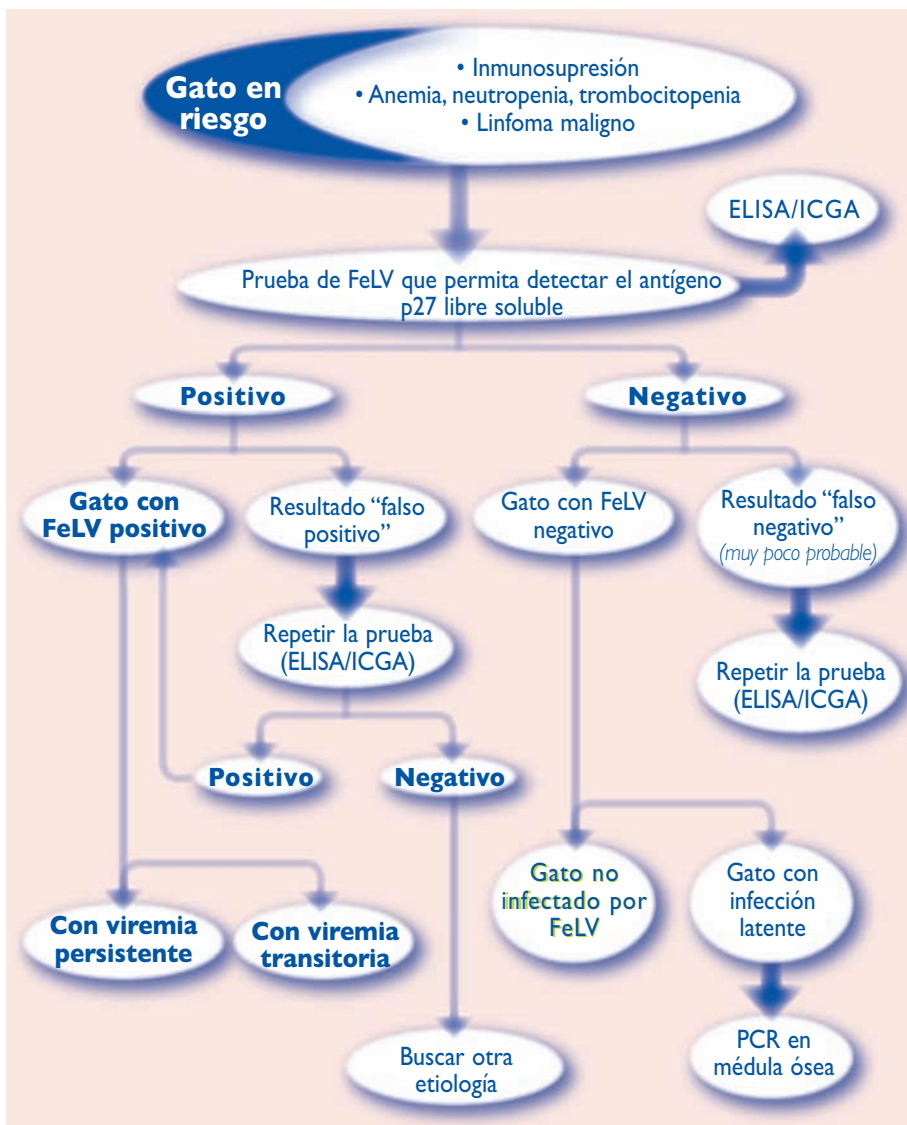 Gato en
riesgo
• Inmunosupresión
• Anemia, neutropenia, trombocitopenia
• Linfoma maligno
ELISA/ICGA
Prueba de FeLV que permita detectar el antígeno
p27 libre soluble
Positivo
Negativo
Gato con
FeLV positivo
Resultado “falso
positivo”
Gato con FeLV
negativo
Resultado “falso
negativo”
(muy poco probable)
Repetir la prueba
(ELISA/ICGA)
Repetir la prueba
(ELISA/ICGA)
Positivo
Negativo
Con viremia
persistente
Con viremia
transitoria
Gato no
infectado por
FeLV
Gato con
infección
latente
Buscar otra
etiología
PCR en
médula ósea